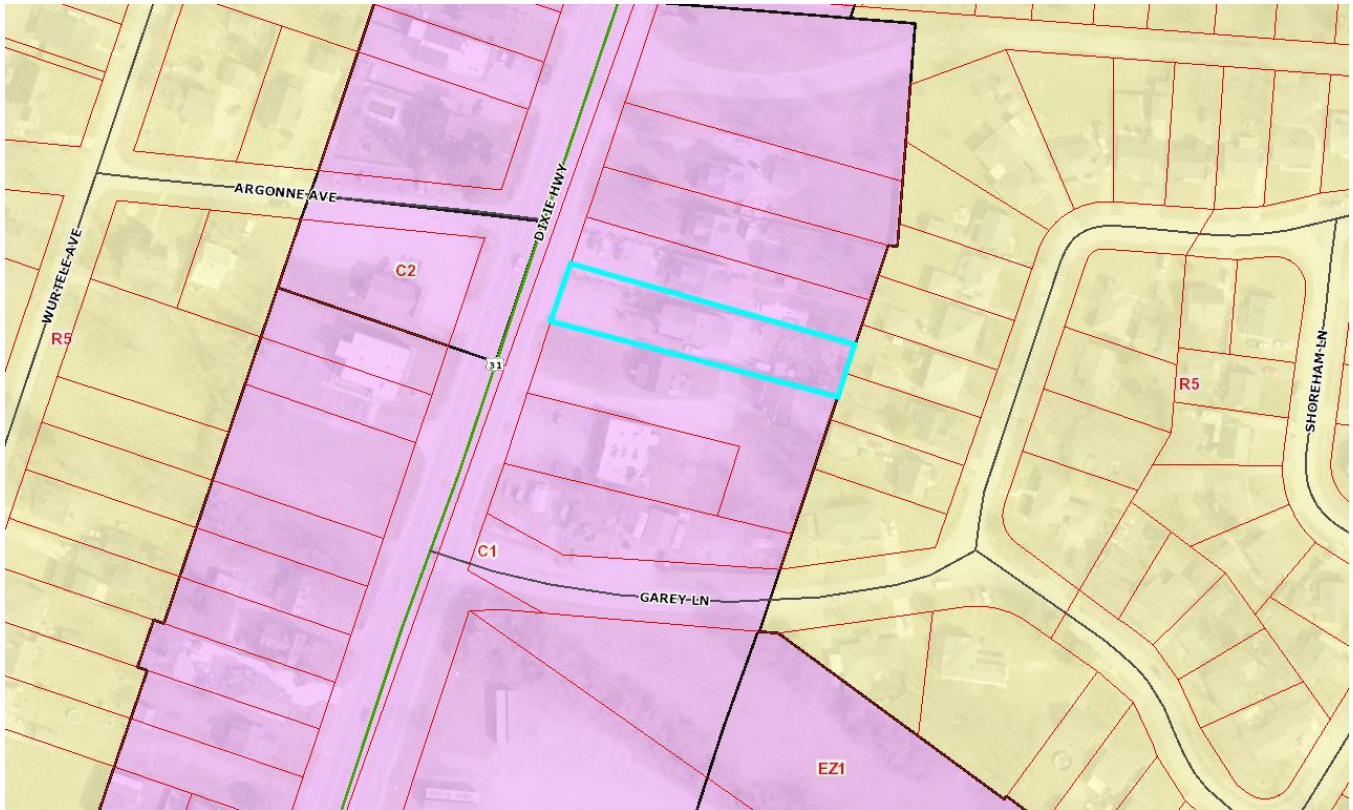 ARGONNE AVE
DIXIE HWY
WURTELE AVE
C2
R5
31
R5
SHOREHAM LN
C1
GAREY LN
EZ1